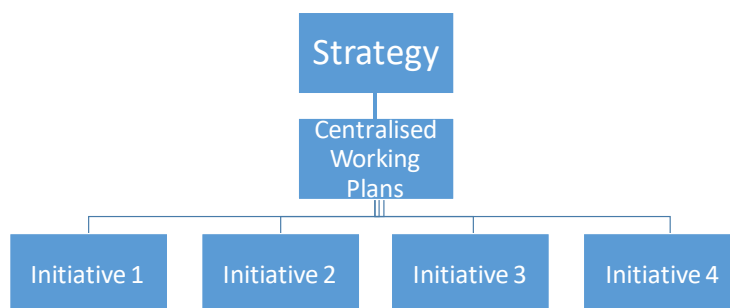 Strategy
Centralised
Working
Plans
Initiative 1
Initiative 2
Initiative 3
Initiative 4